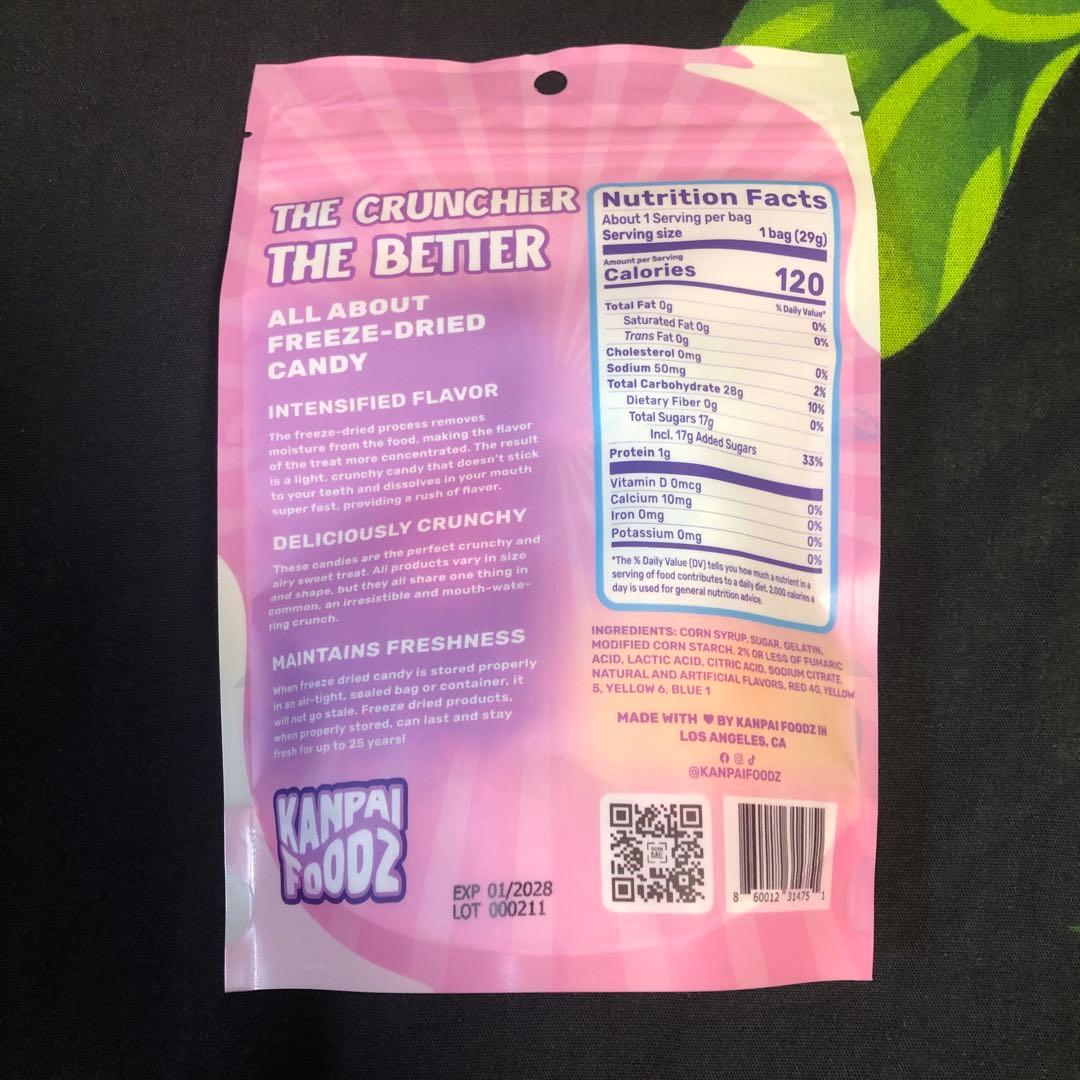 THE CRUNCHiER
THE BETTER
ALL ABOUT
FREEZE-DRIED
CANDY
INTENSIFIED FLAVOR
The freeze-dried process removes
moisture from the food, making the flavor
of the treat more concentrated. The result
is a light, crunchy candy that doesn't stick
to your teeth and dissolves in your mouth
super fast, providing a rush of flavor.
DELICIOUSLY CRUNCHY
These candies are the perfect crunchy and
airy sweet treat. All products vary in size
and shape, but they all share one thing in
common, an irresistible and mouth-wate-
ring crunch.
MAINTAINS FRESHNESS
When freeze dried candy is stored properly
in an air-tight, sealed bag or container, it
will not go stale. Freeze dried products,
when properly stored, can last and stay
fresh for up to 25 years!
KANPAI
FOODZ
EXP 01/2028
LOT 000211
Nutrition Facts
About 1 Serving per bag
Serving size 1 bag (29g)
Amount per Serving
Calories 120
% Daily Value*
Total Fat 0g 0%
Saturated Fat 0g 0%
Trans Fat 0g
Cholesterol 0mg 0%
Sodium 50mg 2%
Total Carbohydrate 28g 10%
Dietary Fiber 0g 0%
Total Sugars 17g
Incl. 17g Added Sugars 33%
Protein 1g
Vitamin D 0mcg 0%
Calcium 10mg 0%
Iron 0mg 0%
Potassium 0mg 0%
*The % Daily Value (DV) tells you how much a nutrient in a
serving of food contributes to a daily diet. 2,000 calories a
day is used for general nutrition advice.
INGREDIENTS: CORN SYRUP, SUGAR, GELATIN,
MODIFIED CORN STARCH, 2% OR LESS OF FUMARIC
ACID, LACTIC ACID, CITRIC ACID, SODIUM CITRATE,
NATURAL AND ARTIFICIAL FLAVORS, RED 40, YELLOW
5, YELLOW 6, BLUE 1
MADE WITH ♥ BY KANPAI FOODZ IN
LOS ANGELES, CA
@KANPAIFOODZ
SCAN
ME
8 60012 31475 1